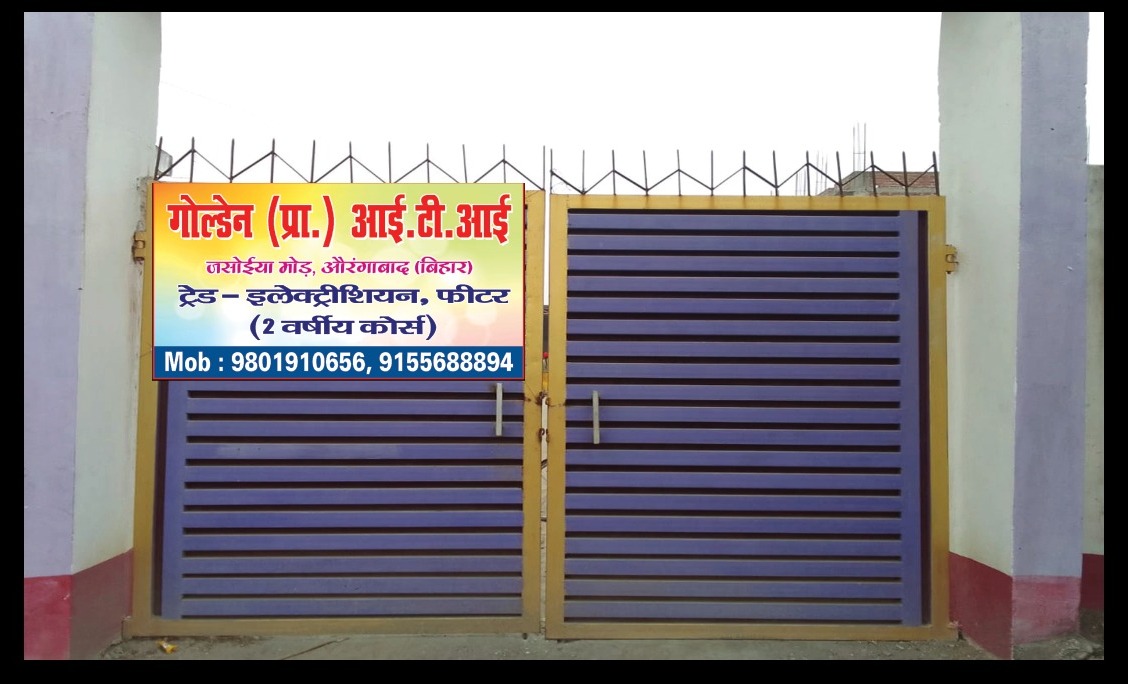 गोल्डेन (प्रा.) आई.टी.आई
जसोईया मोड़, औरंगाबाद (बिहार)
ट्रेड – इलेक्ट्रीशियन, फीटर
(2 वर्षीय कोर्स)
Mob : 9801910656, 9155688894